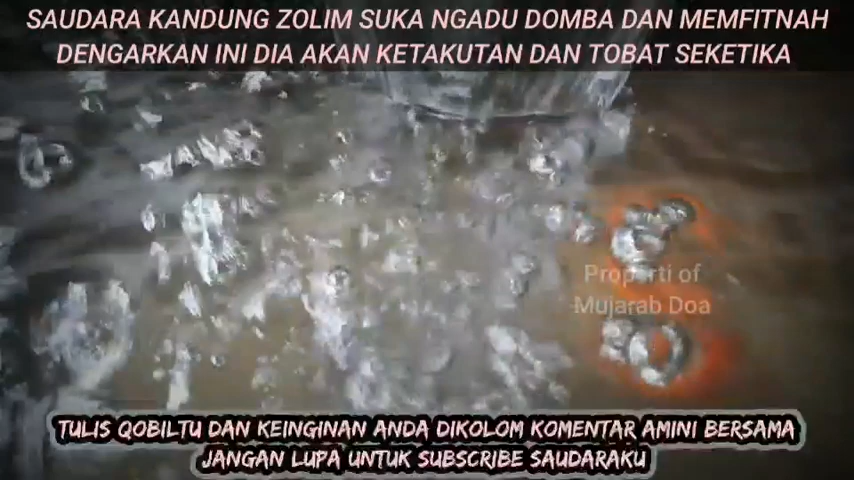 SAUDARA KANDUNG ZOLIM SUKA NGADU DOMBA DAN MEMFITNAH
DENGARKAN INI DIA AKAN KETAKUTAN DAN TOBAT SEKETIKA
Properti of
Mujarab Doa
TULIS QOBILTU DAN KEINGINAN ANDA DIKOLOM KOMENTAR AMINI BERSAMA
JANGAN LUPA UNTUK SUBSCRIBE SAUDARAKU